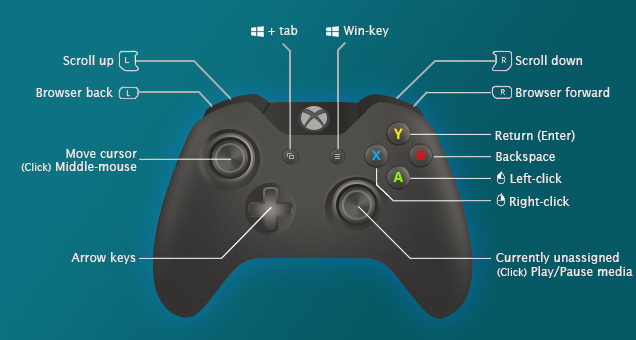 + tab
Win-key
Scroll up
L
R
Scroll down
Browser back
L
R
Browser forward
Y
Return (Enter)
X
B
Backspace
Move cursor
(Click) Middle-mouse
A
Left-click
Right-click
Arrow keys
Currently unassigned
(Click) Play/Pause media